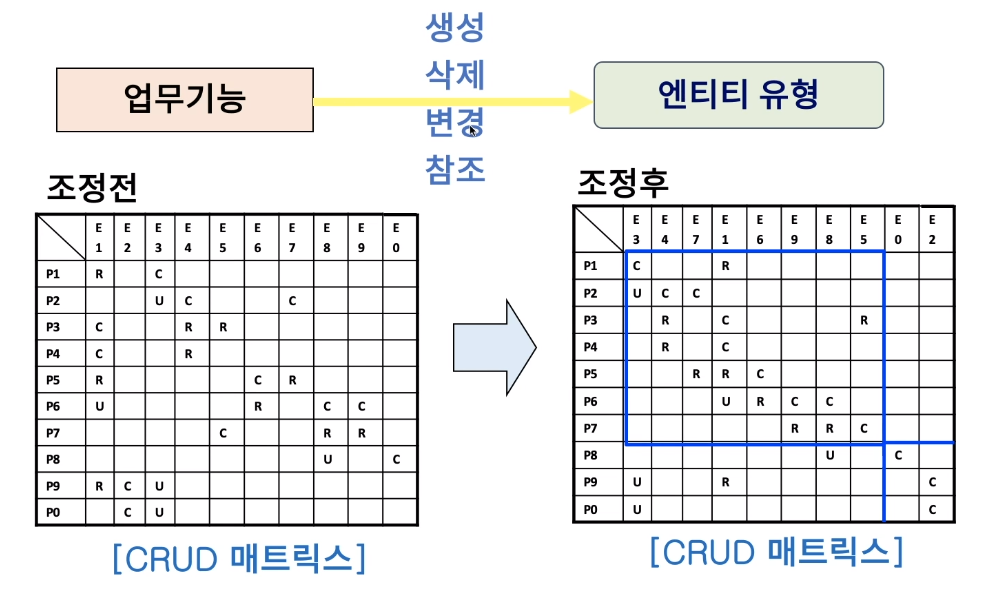 생성
삭제
변경
참조
업무기능
엔티티 유형
조정전
E1 E2 E3 E4 E5 E6 E7 E8 E9 E0
P1 R C
P2 U C C
P3 C R R
P4 C R
P5 R C R
P6 U R C C
P7 C R R
P8 U C
P9 R C U
P0 C U
[CRUD 매트릭스]
조정후
E3 E4 E7 E1 E6 E9 E8 E5 E0 E2
P1 C R
P2 U C C
P3 R C R
P4 R C
P5 R R C
P6 U R C C
P7 R R C
P8 U C
P9 U R C
P0 U C
[CRUD 매트릭스]